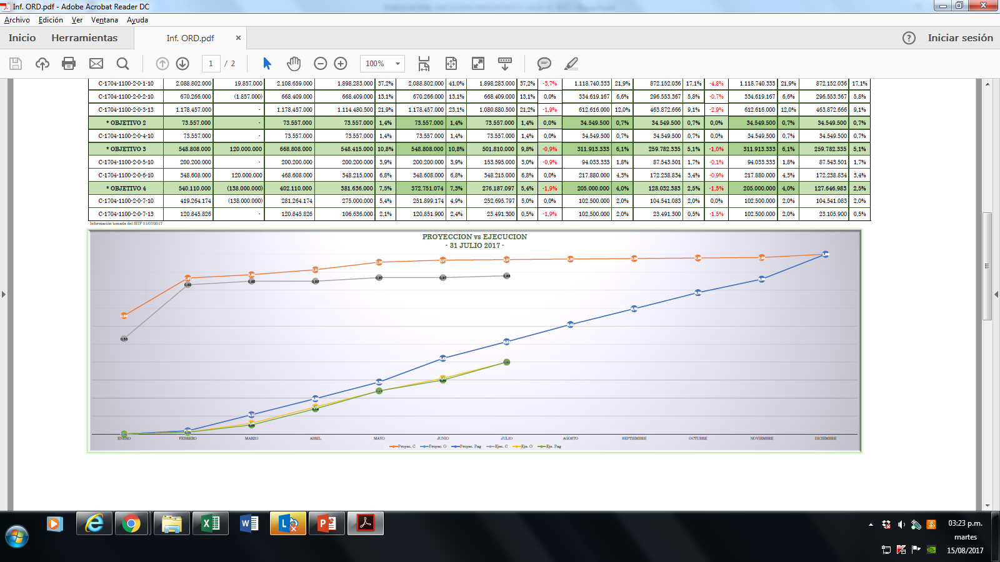 Inf. ORD.pdf - Adobe Acrobat Reader DC
Archivo Edición Ver Ventana Ayuda
Inicio Herramientas Inf. ORD.pdf × ? Iniciar sesión
1 / 2 100%
C-1704-1100-2-0-1-10 2.088.802.000 19.857.000 2.108.659.000 1.898.283.000 37,2% 2.088.802.000 41,0% 1.898.283.000 37,2% -3,7% 1.118.740.333 21,9% 872.152.036 17,1% -4,8% 1.118.740.333 21,9% 872.152.036 17,1%
C-1704-1100-2-0-2-10 670.266.000 (1.857.000) 668.409.000 668.409.000 13,1% 670.266.000 13,1% 668.409.000 13,1% 0,0% 334.619.167 6,6% 296.553.367 5,8% -0,7% 334.619.167 6,6% 296.553.367 5,8%
C-1704-1100-2-0-3-13 1.178.457.000 - 1.178.457.000 1.114.480.500 21,9% 1.178.457.000 23,1% 1.080.880.500 21,2% -1,9% 612.616.000 12,0% 463.872.666 9,1% -2,9% 612.616.000 12,0% 463.872.666 9,1%
* OBJETIVO 2 73.557.000 - 73.557.000 73.557.000 1,4% 73.557.000 1,4% 73.557.000 1,4% 0,0% 34.549.500 0,7% 34.549.500 0,7% 0,0% 34.549.500 0,7% 34.549.500 0,7%
C-1704-1100-2-0-4-10 73.557.000 - 73.557.000 73.557.000 1,4% 73.557.000 1,4% 73.557.000 1,4% 0,0% 34.549.500 0,7% 34.549.500 0,7% 0,0% 34.549.500 0,7% 34.549.500 0,7%
* OBJETIVO 3 548.808.000 120.000.000 668.808.000 548.415.000 10,8% 548.808.000 10,8% 501.810.000 9,8% -0,9% 311.913.333 6,1% 259.782.335 5,1% -1,0% 311.913.333 6,1% 259.782.335 5,1%
C-1704-1100-2-0-5-10 200.200.000 - 200.200.000 200.200.000 3,9% 200.200.000 3,9% 153.595.000 3,0% -0,9% 94.033.333 1,8% 87.543.501 1,7% -0,1% 94.033.333 1,8% 87.543.501 1,7%
C-1704-1100-2-0-6-10 348.608.000 120.000.000 468.608.000 348.215.000 6,8% 348.608.000 6,8% 348.215.000 6,8% 0,0% 217.880.000 4,3% 172.238.834 3,4% -0,9% 217.880.000 4,3% 172.238.834 3,4%
* OBJETIVO 4 540.110.000 (138.000.000) 402.110.000 381.636.000 7,5% 372.751.074 7,3% 276.187.097 5,4% -1,9% 205.000.000 4,0% 128.032.383 2,5% -1,5% 205.000.000 4,0% 127.646.983 2,5%
C-1704-1100-2-0-7-10 419.264.174 (138.000.000) 281.264.174 275.000.000 5,4% 251.899.174 4,9% 252.695.797 5,0% 0,0% 102.500.000 2,0% 104.541.083 2,0% 0,0% 102.500.000 2,0% 104.541.083 2,0%
C-1704-1100-2-0-7-13 120.845.826 - 120.845.826 106.636.000 2,1% 120.851.900 2,4% 23.491.300 0,5% -1,9% 102.500.000 2,0% 23.491.300 0,5% -1,5% 102.500.000 2,0% 23.105.900 0,5%
Información tomada del SIIF 31/07/2017
PROYECCION vs EJECUCION
- 31 JULIO 2017 -
0,53 0,83 0,85 0,85 0,87 0,87 0,88
ENERO FEBRERO MARZO ABRIL MAYO JUNIO JULIO AGOSTO SEPTIEMBRE OCTUBRE NOVIEMBRE DICIEMBRE
Proyec. C Proyec. O Proyec. Pag Ejec. C Eje. O Eje. Pag
03:23 p.m.
martes
15/08/2017